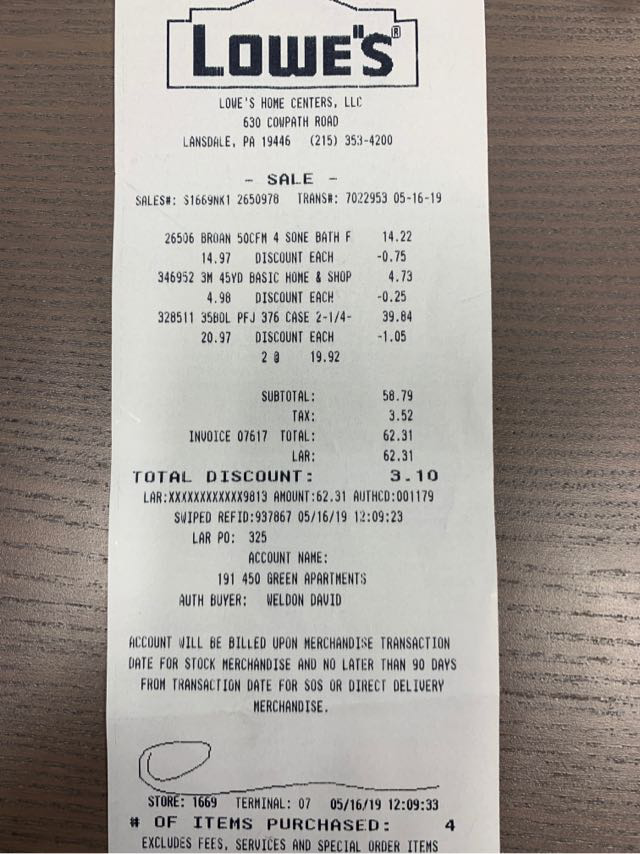 LOWE'S®
LOWE'S HOME CENTERS, LLC
630 COWPATH ROAD
LANSDALE, PA 19446 (215) 353-4200
- SALE -
SALES#: S1669NK1 2650978 TRANS#: 7022953 05-16-19
26506 BROAN 50CFM 4 SONE BATH F 14.22
14.97 DISCOUNT EACH -0.75
346952 3M 45YD BASIC HOME & SHOP 4.73
4.98 DISCOUNT EACH -0.25
328511 356OL PFJ 376 CASE 2-1/4- 39.84
20.97 DISCOUNT EACH -1.05
2 @ 19.92
SUBTOTAL: 58.79
TAX: 3.52
INVOICE 07617 TOTAL: 62.31
LAR: 62.31
TOTAL DISCOUNT: 3.10
LAR:XXXXXXXXXXXX9813 AMOUNT:62.31 AUTHCD:001179
SWIPED REFID:937867 05/16/19 12:09:23
LAR PO: 325
ACCOUNT NAME:
191 450 GREEN APARTMENTS
AUTH BUYER: WELDON DAVID
ACCOUNT WILL BE BILLED UPON MERCHANDISE TRANSACTION
DATE FOR STOCK MERCHANDISE AND NO LATER THAN 90 DAYS
FROM TRANSACTION DATE FOR SOS OR DIRECT DELIVERY
MERCHANDISE.
STORE: 1669 TERMINAL: 07 05/16/19 12:09:33
# OF ITEMS PURCHASED: 4
EXCLUDES FEES, SERVICES AND SPECIAL ORDER ITEMS